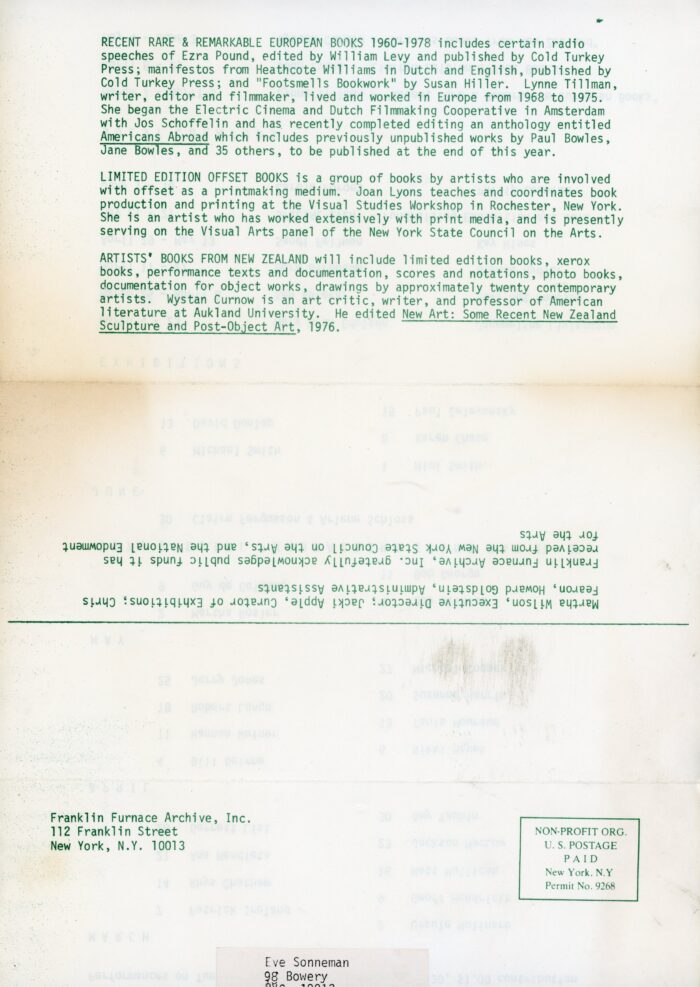 RECENT RARE & REMARKABLE EUROPEAN BOOKS 1960-1978 includes certain radio
speeches of Ezra Pound, edited by William Levy and published by Cold Turkey
Press; manifestos from Heathcote Williams in Dutch and English, published by
Cold Turkey Press; and "Footsmells Bookwork" by Susan Hiller. Lynne Tillman,
writer, editor and filmmaker, lived and worked in Europe from 1968 to 1975.
She began the Electric Cinema and Dutch Filmmaking Cooperative in Amsterdam
with Jos Schoffelin and has recently completed editing an anthology entitled
Americans Abroad which includes previously unpublished works by Paul Bowles,
Jane Bowles, and 35 others, to be published at the end of this year.
LIMITED EDITION OFFSET BOOKS is a group of books by artists who are involved
with offset as a printmaking medium. Joan Lyons teaches and coordinates book
production and printing at the Visual Studies Workshop in Rochester, New York.
She is an artist who has worked extensively with print media, and is presently
serving on the Visual Arts panel of the New York State Council on the Arts.
ARTISTS' BOOKS FROM NEW ZEALAND will include limited edition books, xerox
books, performance texts and documentation, scores and notations, photo books,
documentation for object works, drawings by approximately twenty contemporary
artists. Wystan Curnow is an art critic, writer, and professor of American
literature at Aukland University. He edited New Art: Some Recent New Zealand
Sculpture and Post-Object Art, 1976.
Martha Wilson, Executive Director; Jacki Apple, Curator of Exhibitions; Chris
Fearon, Howard Goldstein, Administrative Assistants
Franklin Furnace Archive, Inc. gratefully acknowledges public funds it has
received from the New York State Council on the Arts, and the National Endowment
for the Arts
Franklin Furnace Archive, Inc.
112 Franklin Street
New York, N.Y. 10013
NON-PROFIT ORG.
U. S. POSTAGE
P A I D
New York. N.Y
Permit No. 9268
Eve Sonneman
98 Bowery
10013